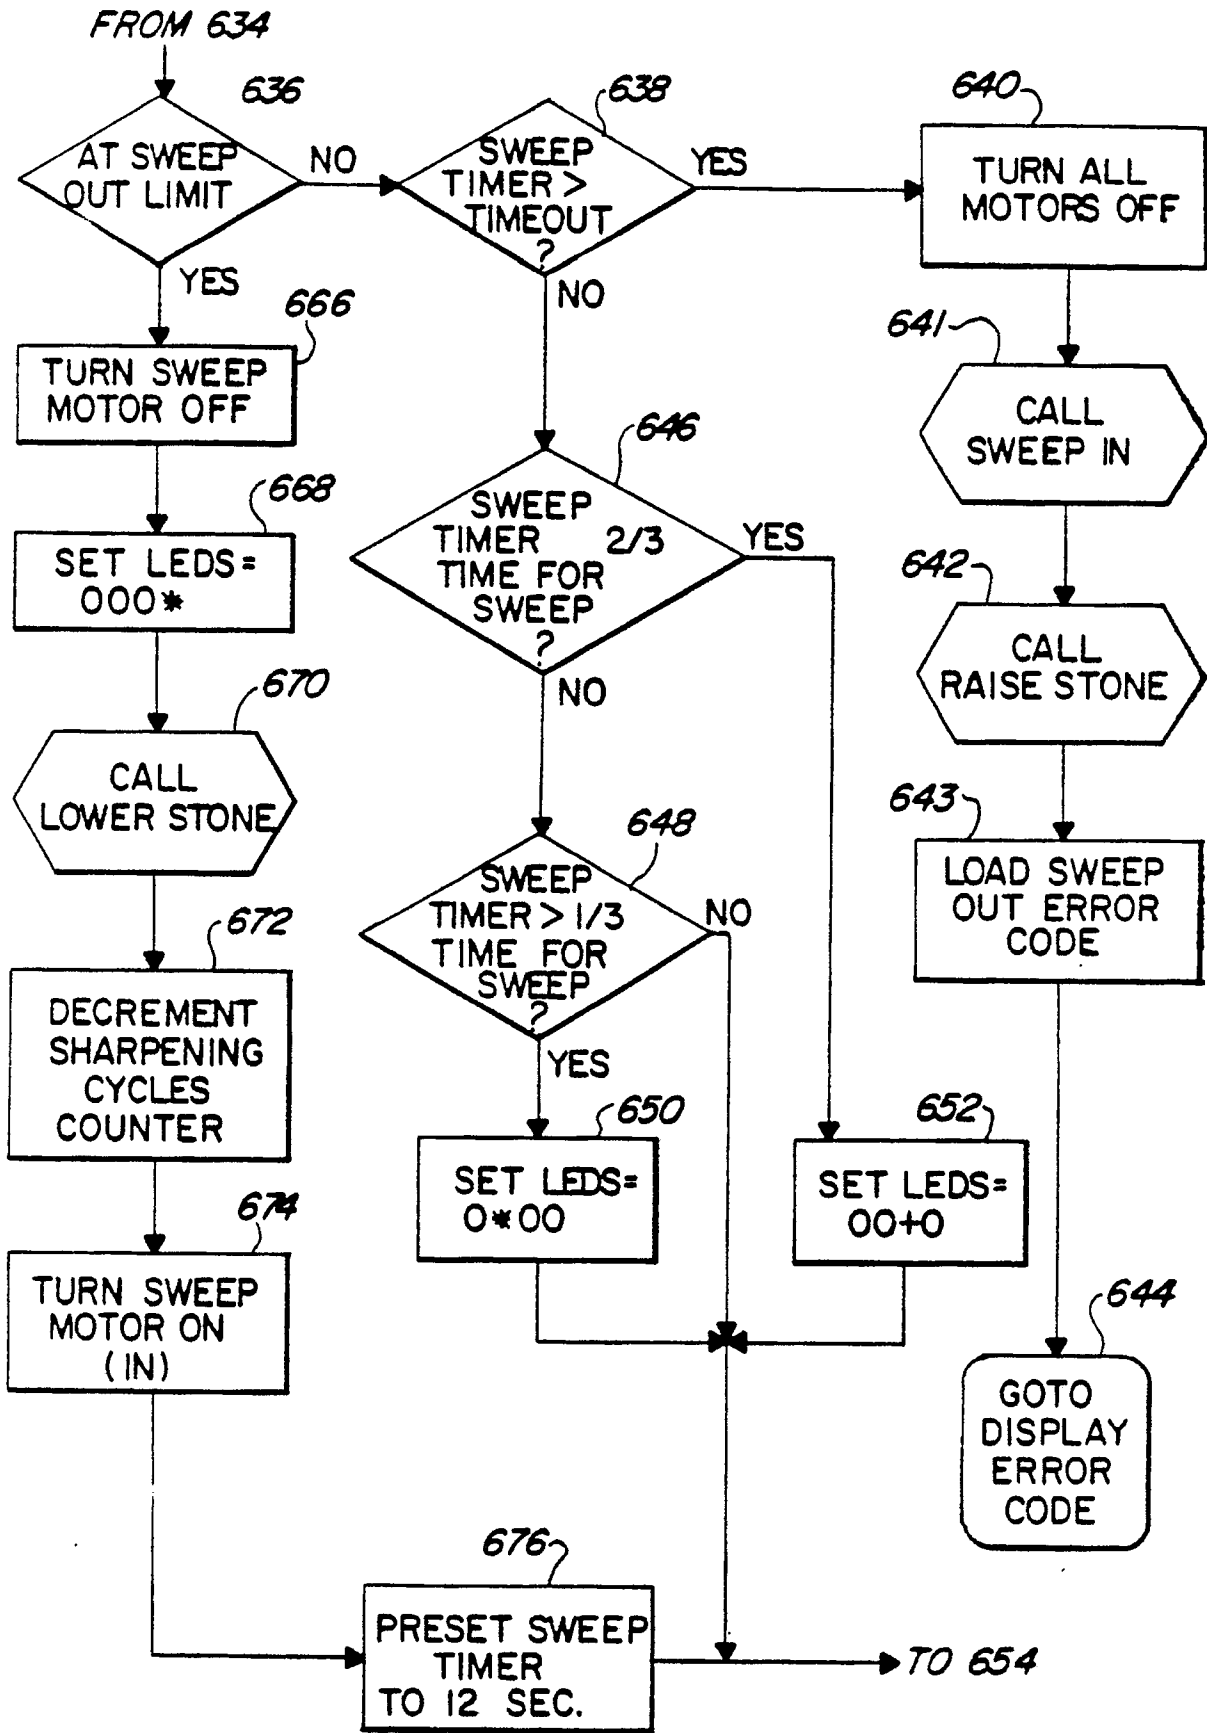 FROM 634
636
AT SWEEP
OUT LIMIT
NO
YES
638
SWEEP
TIMER >
TIMEOUT
?
YES
NO
640
TURN ALL
MOTORS OFF
641
CALL
SWEEP IN
642
CALL
RAISE STONE
643
LOAD SWEEP
OUT ERROR
CODE
644
GOTO
DISPLAY
ERROR
CODE
646
SWEEP
TIMER 2/3
TIME FOR
SWEEP
?
YES
NO
648
SWEEP
TIMER > 1/3
TIME FOR
SWEEP
?
NO
YES
650
SET LEDS=
0*00
652
SET LEDS=
00+0
666
TURN SWEEP
MOTOR OFF
668
SET LEDS=
000*
670
CALL
LOWER STONE
672
DECREMENT
SHARPENING
CYCLES
COUNTER
674
TURN SWEEP
MOTOR ON
(IN)
676
PRESET SWEEP
TIMER
TO 12 SEC.
TO 654